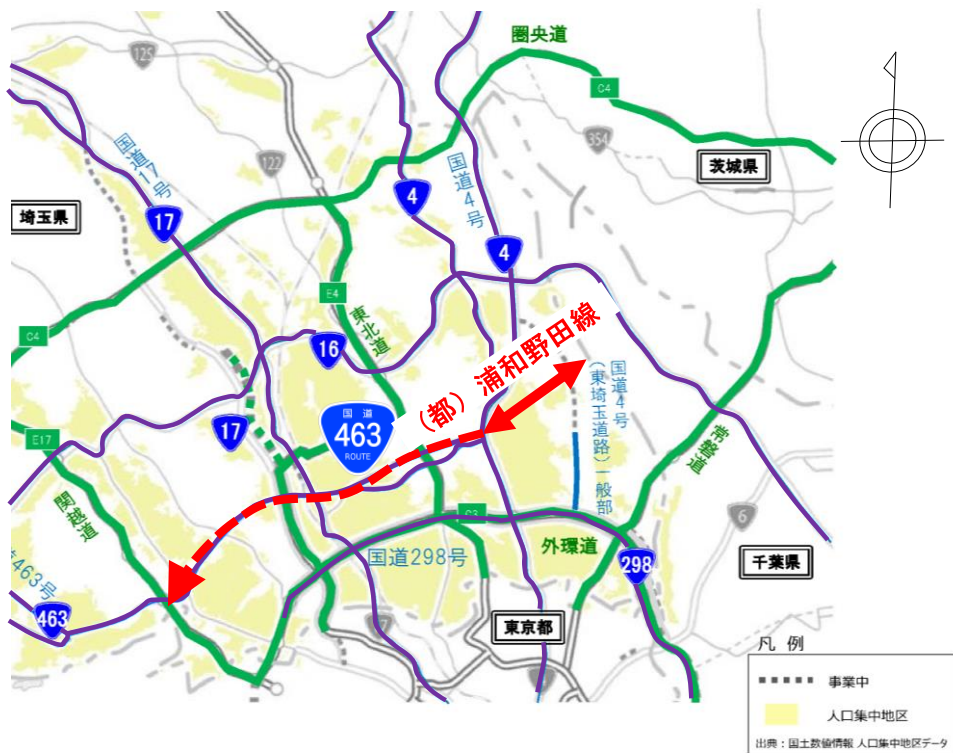 圏央道
125
C4
国道4号
354
茨城県
国道17号
122
4
埼玉県
17
4
E4
東北道
C4
16
(都)浦和野田線
国道4号
(東埼玉道路)一般部
国道
463
ROUTE
17
常磐道
E17
関越道
C3
6
外環道
国道298号
298
千葉県
463号
463
東京都
凡 例
事業中
人口集中地区
出典:国土数値情報 人口集中地区データ